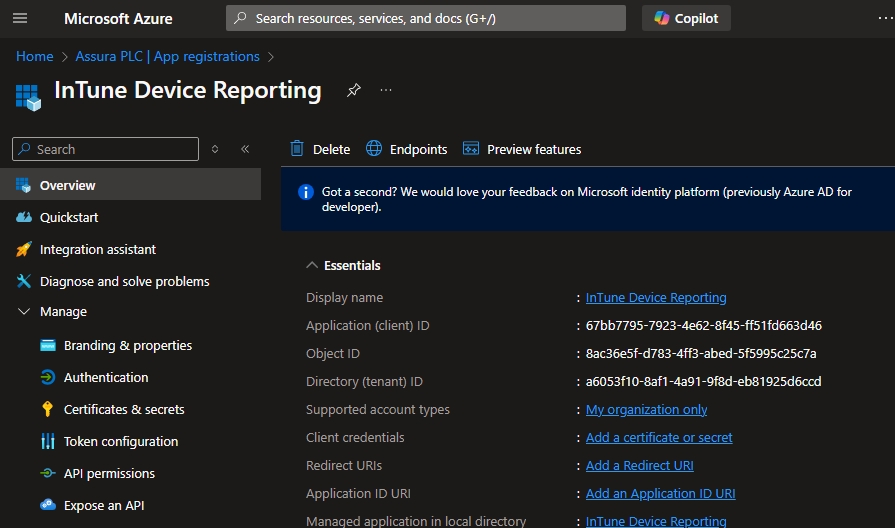 Microsoft Azure
Search resources, services, and docs (G+/)
Copilot
Home > Assura PLC | App registrations >
InTune Device Reporting
Search
Delete
Endpoints
Preview features
Overview
Quickstart
Integration assistant
Diagnose and solve problems
Manage
Branding & properties
Authentication
Certificates & secrets
Token configuration
API permissions
Expose an API
Got a second? We would love your feedback on Microsoft identity platform (previously Azure AD for
developer).
Essentials
Display name : InTune Device Reporting
Application (client) ID : 67bb7795-7923-4e62-8f45-ff51fd663d46
Object ID : 8ac36e5f-d783-4ff3-abed-5f5995c25c7a
Directory (tenant) ID : a6053f10-8af1-4a91-9f8d-eb81925d6ccd
Supported account types : My organization only
Client credentials : Add a certificate or secret
Redirect URIs : Add a Redirect URI
Application ID URI : Add an Application ID URI
Managed application in local directory : InTune Device Reporting